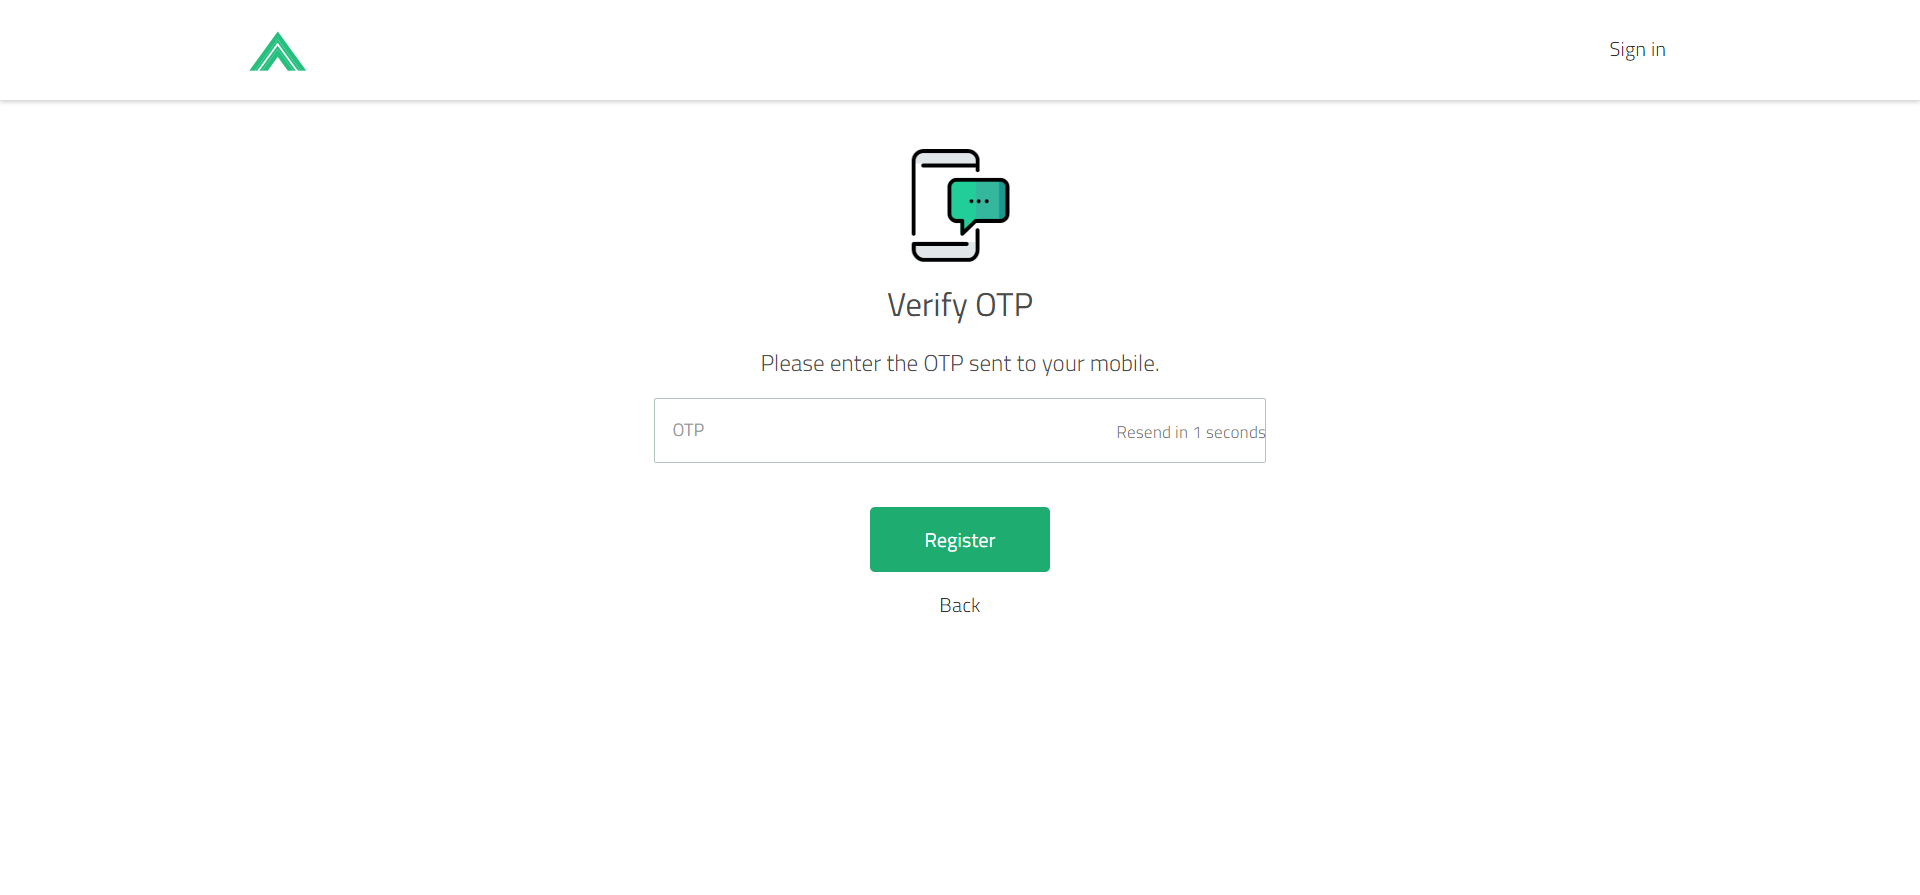 Sign in
Verify OTP
Please enter the OTP sent to your mobile.
OTP
Resend in 1 seconds
Register
Back